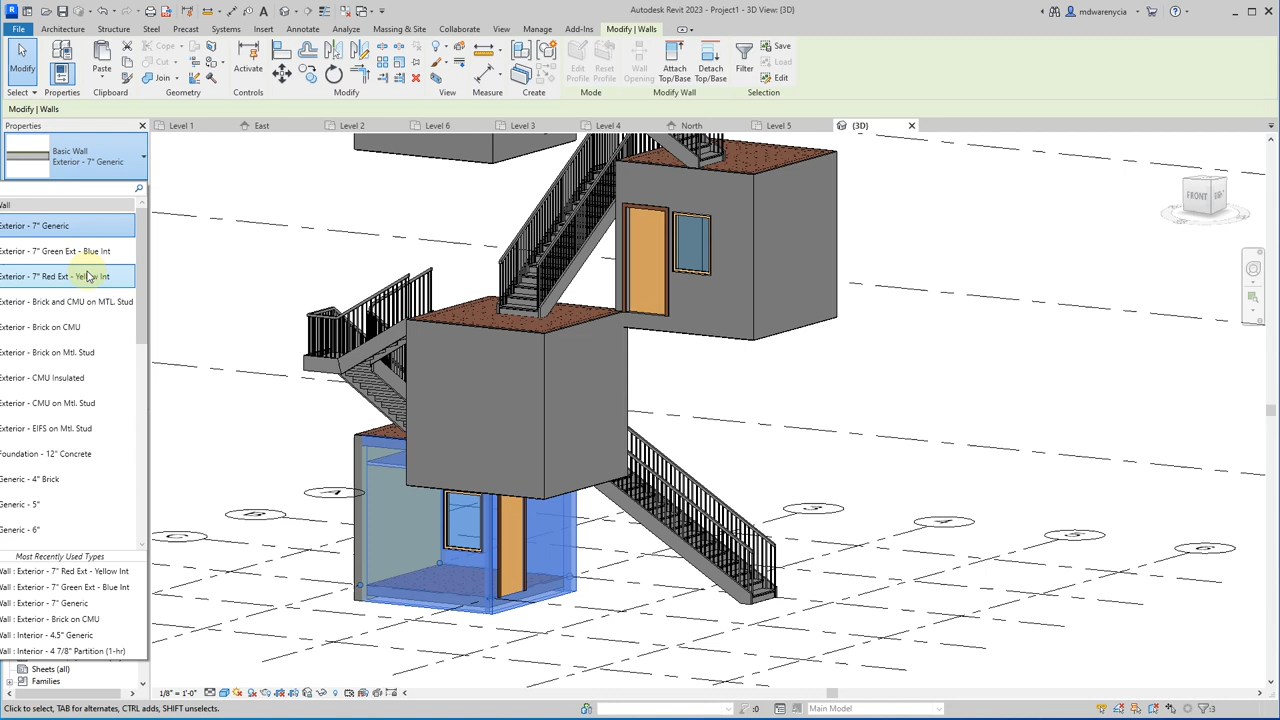 Autodesk Revit 2023 - Project1 - 3D View: {3D}
mdwarenycia
File Architecture Structure Steel Precast Systems Insert Annotate Analyze Massing & Site Collaborate View Manage Add-Ins Modify | Walls
Modify
Properties
Paste
Cope
Cut
Join
Activate
Edit Profile
Reset Profile
Wall Opening
Attach Top/Base
Detach Top/Base
Filter
Save
Load
Edit
Select Properties Clipboard Geometry Controls Modify View Measure Create Mode Modify Wall Selection
Modify | Walls
Properties
Level 1 East Level 2 Level 6 Level 3 Level 4 North Level 5 {3D}
Basic Wall
Exterior - 7" Generic
Wall
Exterior - 7" Generic
Exterior - 7" Green Ext - Blue Int
Exterior - 7" Red Ext - Yellow Int
Exterior - Brick and CMU on MTL. Stud
Exterior - Brick on CMU
Exterior - Brick on Mtl. Stud
Exterior - CMU Insulated
Exterior - CMU on Mtl. Stud
Exterior - EIFS on Mtl. Stud
Foundation - 12" Concrete
Generic - 4" Brick
Generic - 5"
Generic - 6"
Most Recently Used Types
Wall : Exterior - 7" Red Ext - Yellow Int
Wall : Exterior - 7" Green Ext - Blue Int
Wall : Exterior - 7" Generic
Wall : Exterior - Brick on CMU
Wall : Interior - 4.5" Generic
Wall : Interior - 4 7/8" Partition (1-hr)
Sheets (all)
Families
FRONT
A
B
C
3
4
5
6
1/8" = 1'-0"
Click to select, TAB for alternates, CTRL adds, SHIFT unselects.
:0
Main Model
:3